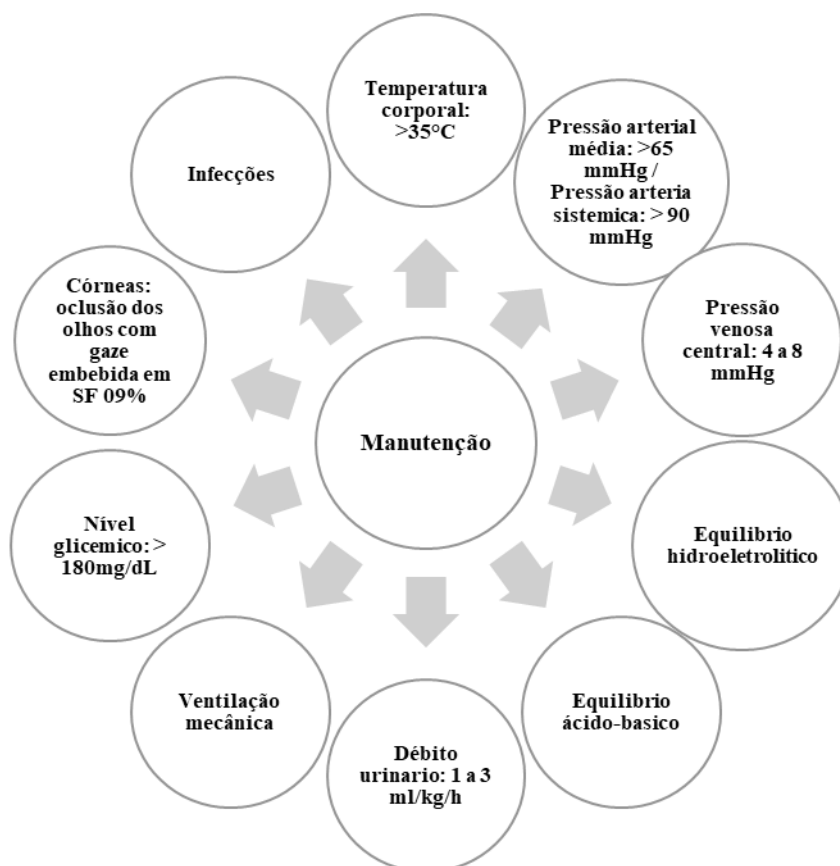 Temperatura
corporal:
>35°C
Pressão arterial
média: >65
mmHg /
Pressão arteria
sistemica: > 90
mmHg
Pressão
venosa
central: 4 a 8
mmHg
Equilibrio
hidroeletrolitico
Equilibrio
ácido-basico
Débito
urinario: 1 a 3
ml/kg/h
Ventilação
mecânica
Nível
glicemico: >
180mg/dL
Córneas:
oclusão dos
olhos com
gaze
embebida em
SF 09%
Infecções
Manutenção